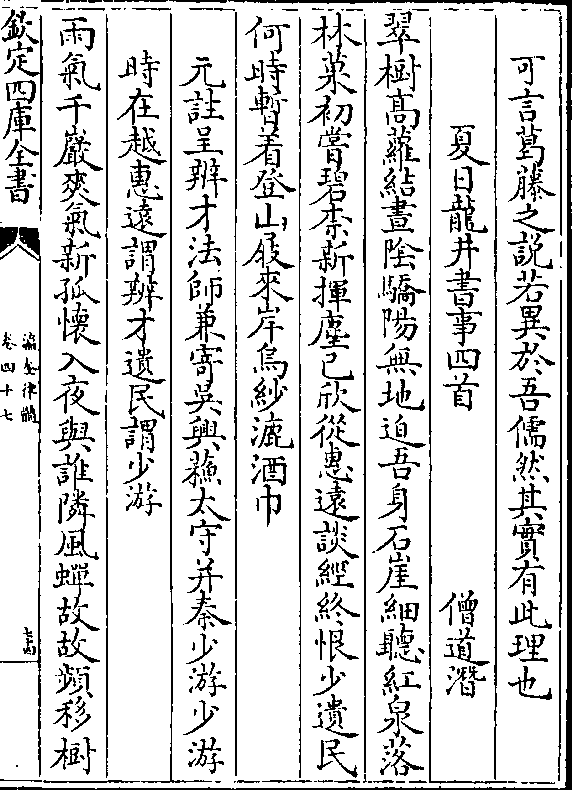 可言葛藤之說若異於吾儒然其實有此理也
夏日龍井書事四首 僧道潛
翠樹高蘿結晝陰驕陽無地迫吾身石崖細聽紅泉落
林菓初嘗碧柰新揮麈已欣從惠遠談經終恨少遺民
何時暫着登山屐來岸烏紗漉酒巾
元註呈辨才法師兼寄吳興蘇太守并秦少游少游
時在越惠遠謂辨才遺民謂少游
雨氣千巖爽氣新孤懷入夜與誰隣風蟬故故頻移樹
欽定四庫全書
瀛奎律髓
卷四十七